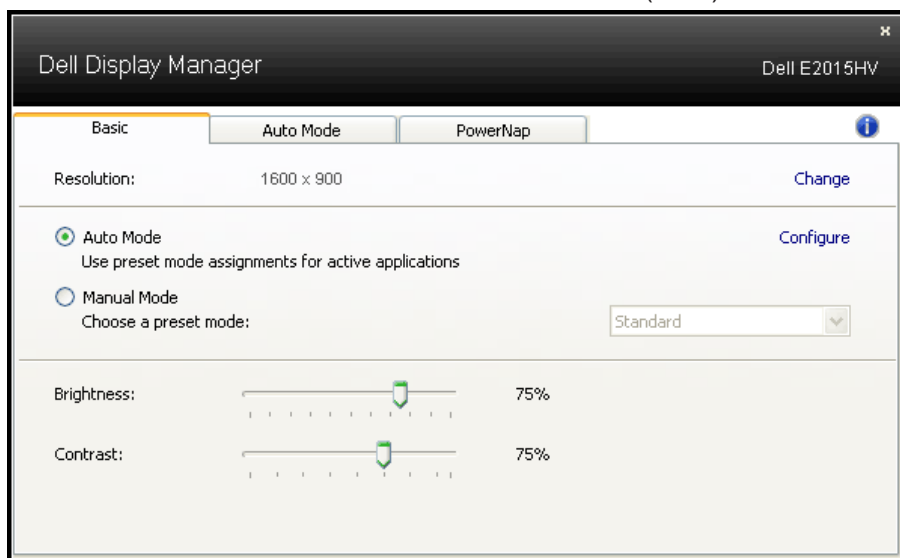 Dell Display Manager
Dell E2015HV
Basic
Auto Mode
PowerNap
Resolution:
1600 x 900
Change
Auto Mode
Configure
Use preset mode assignments for active applications
Manual Mode
Choose a preset mode:
Standard
Brightness:
75%
Contrast:
75%